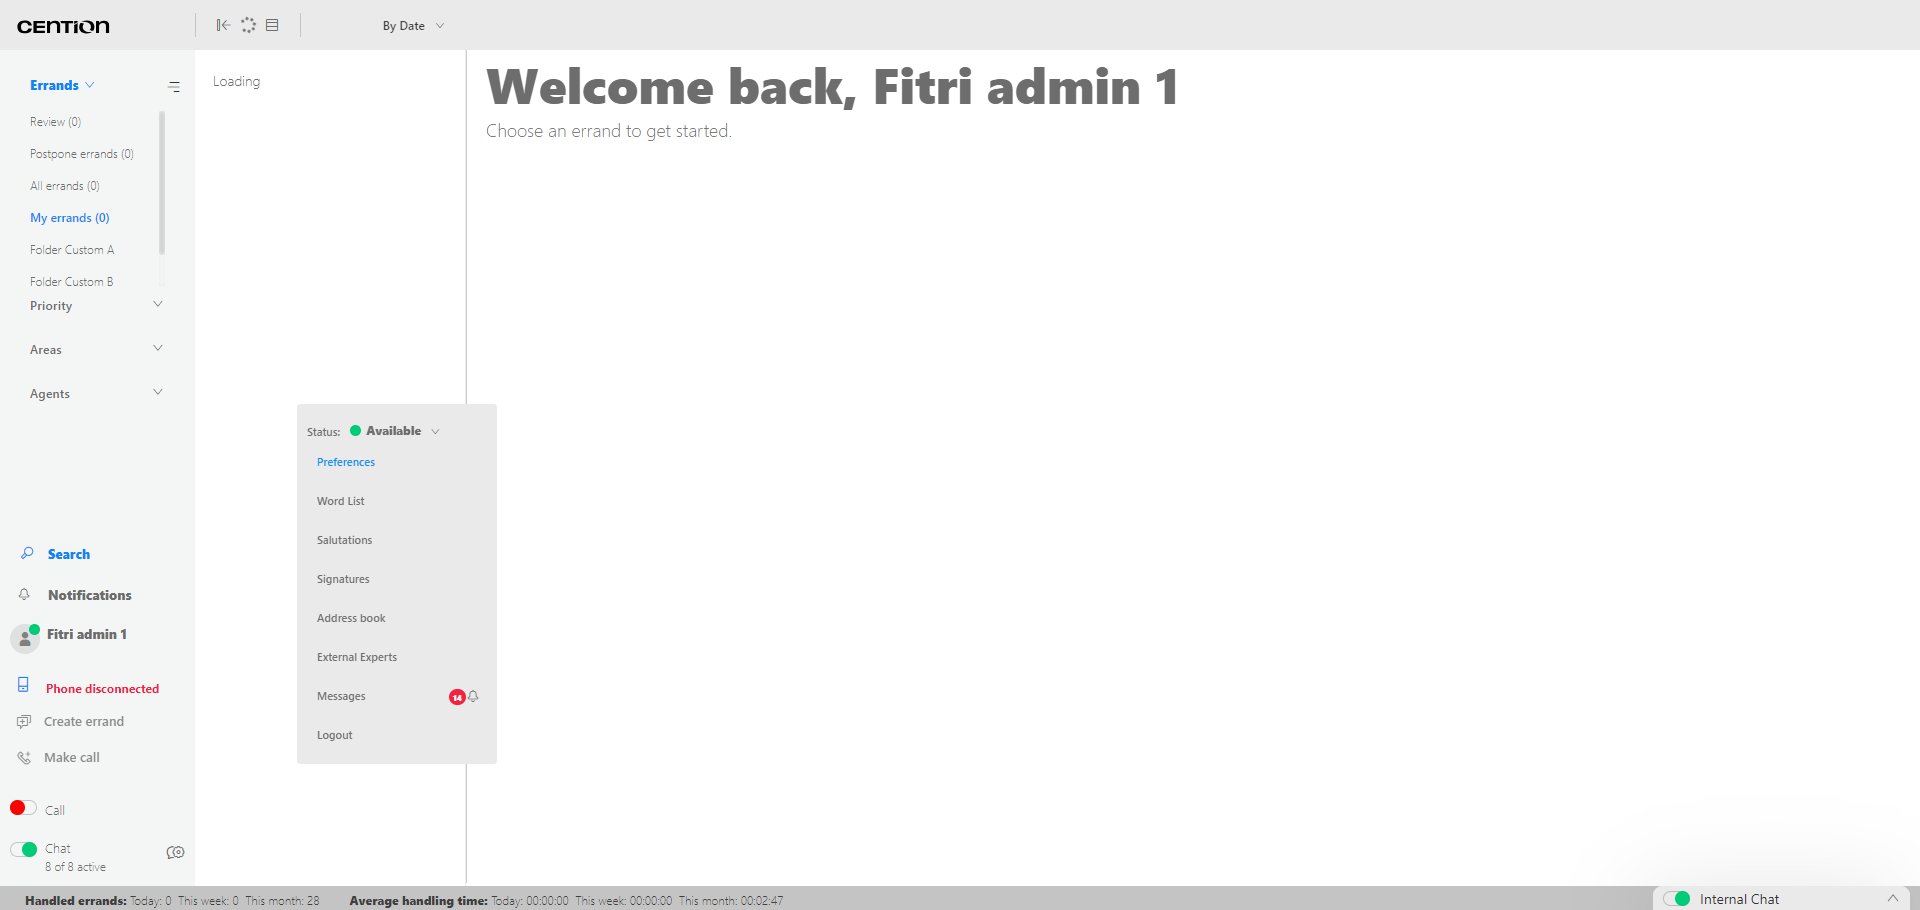 CENTION
By Date
Errands
Review (0)
Postpone errands (0)
All errands (0)
My errands (0)
Folder Custom A
Folder Custom B
Priority
Areas
Agents
Search
Notifications
Fitri admin 1
Phone disconnected
Create errand
Make call
Call
Chat
8 of 8 active
Loading
Welcome back, Fitri admin 1
Choose an errand to get started.
Status: Available
Preferences
Word List
Salutations
Signatures
Address book
External Experts
Messages 14
Logout
Handled errands: Today: 0 This week: 0 This month: 28 Average handling time: Today: 00:00:00 This week: 00:00:00 This month: 00:02:47
Internal Chat